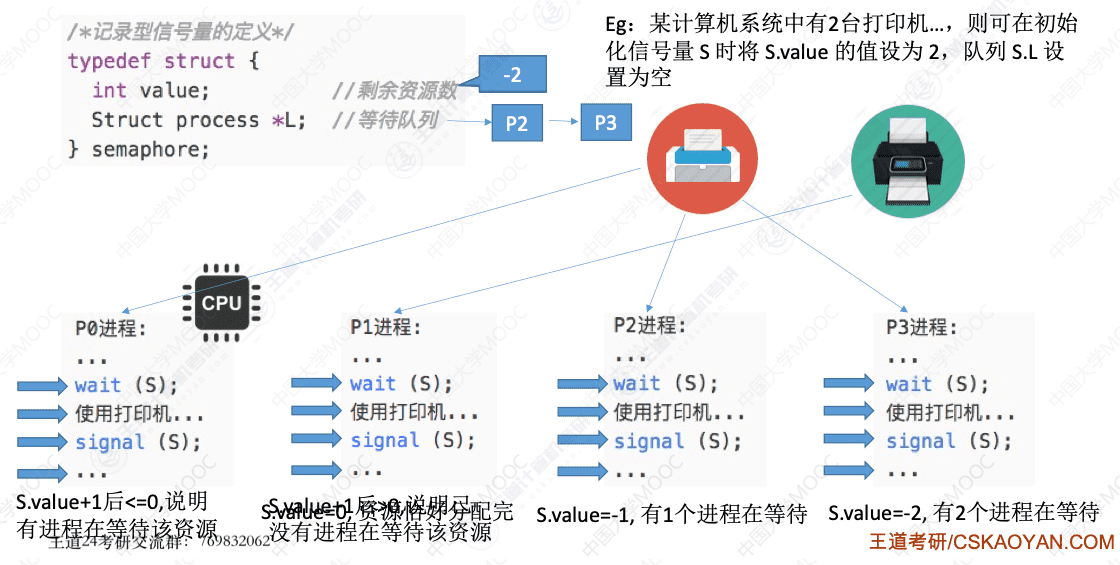 /*记录型信号量的定义*/
typedef struct {
int value; //剩余资源数
Struct process *L; //等待队列
} semaphore;
-2
P2
P3
Eg：某计算机系统中有2台打印机…，则可在初始
化信号量 S 时将 S.value 的值设为 2，队列 S.L 设
置为空
CPU
P0进程:
...
wait (S);
使用打印机...
signal (S);
...
P1进程:
...
wait (S);
使用打印机...
signal (S);
...
P2进程:
...
wait (S);
使用打印机...
signal (S);
...
P3进程:
...
wait (S);
使用打印机...
signal (S);
...
S.value+1后<=0,说明
有进程在等待该资源
S.value+1后>0,说明已
没有进程在等待该资源
S.value=0, 资源恰好分配完
S.value=-1, 有1个进程在等待
S.value=-2, 有2个进程在等待
王道24考研交流群：769832062
王道考研/CSKAOYAN.COM
中国大学MOOC